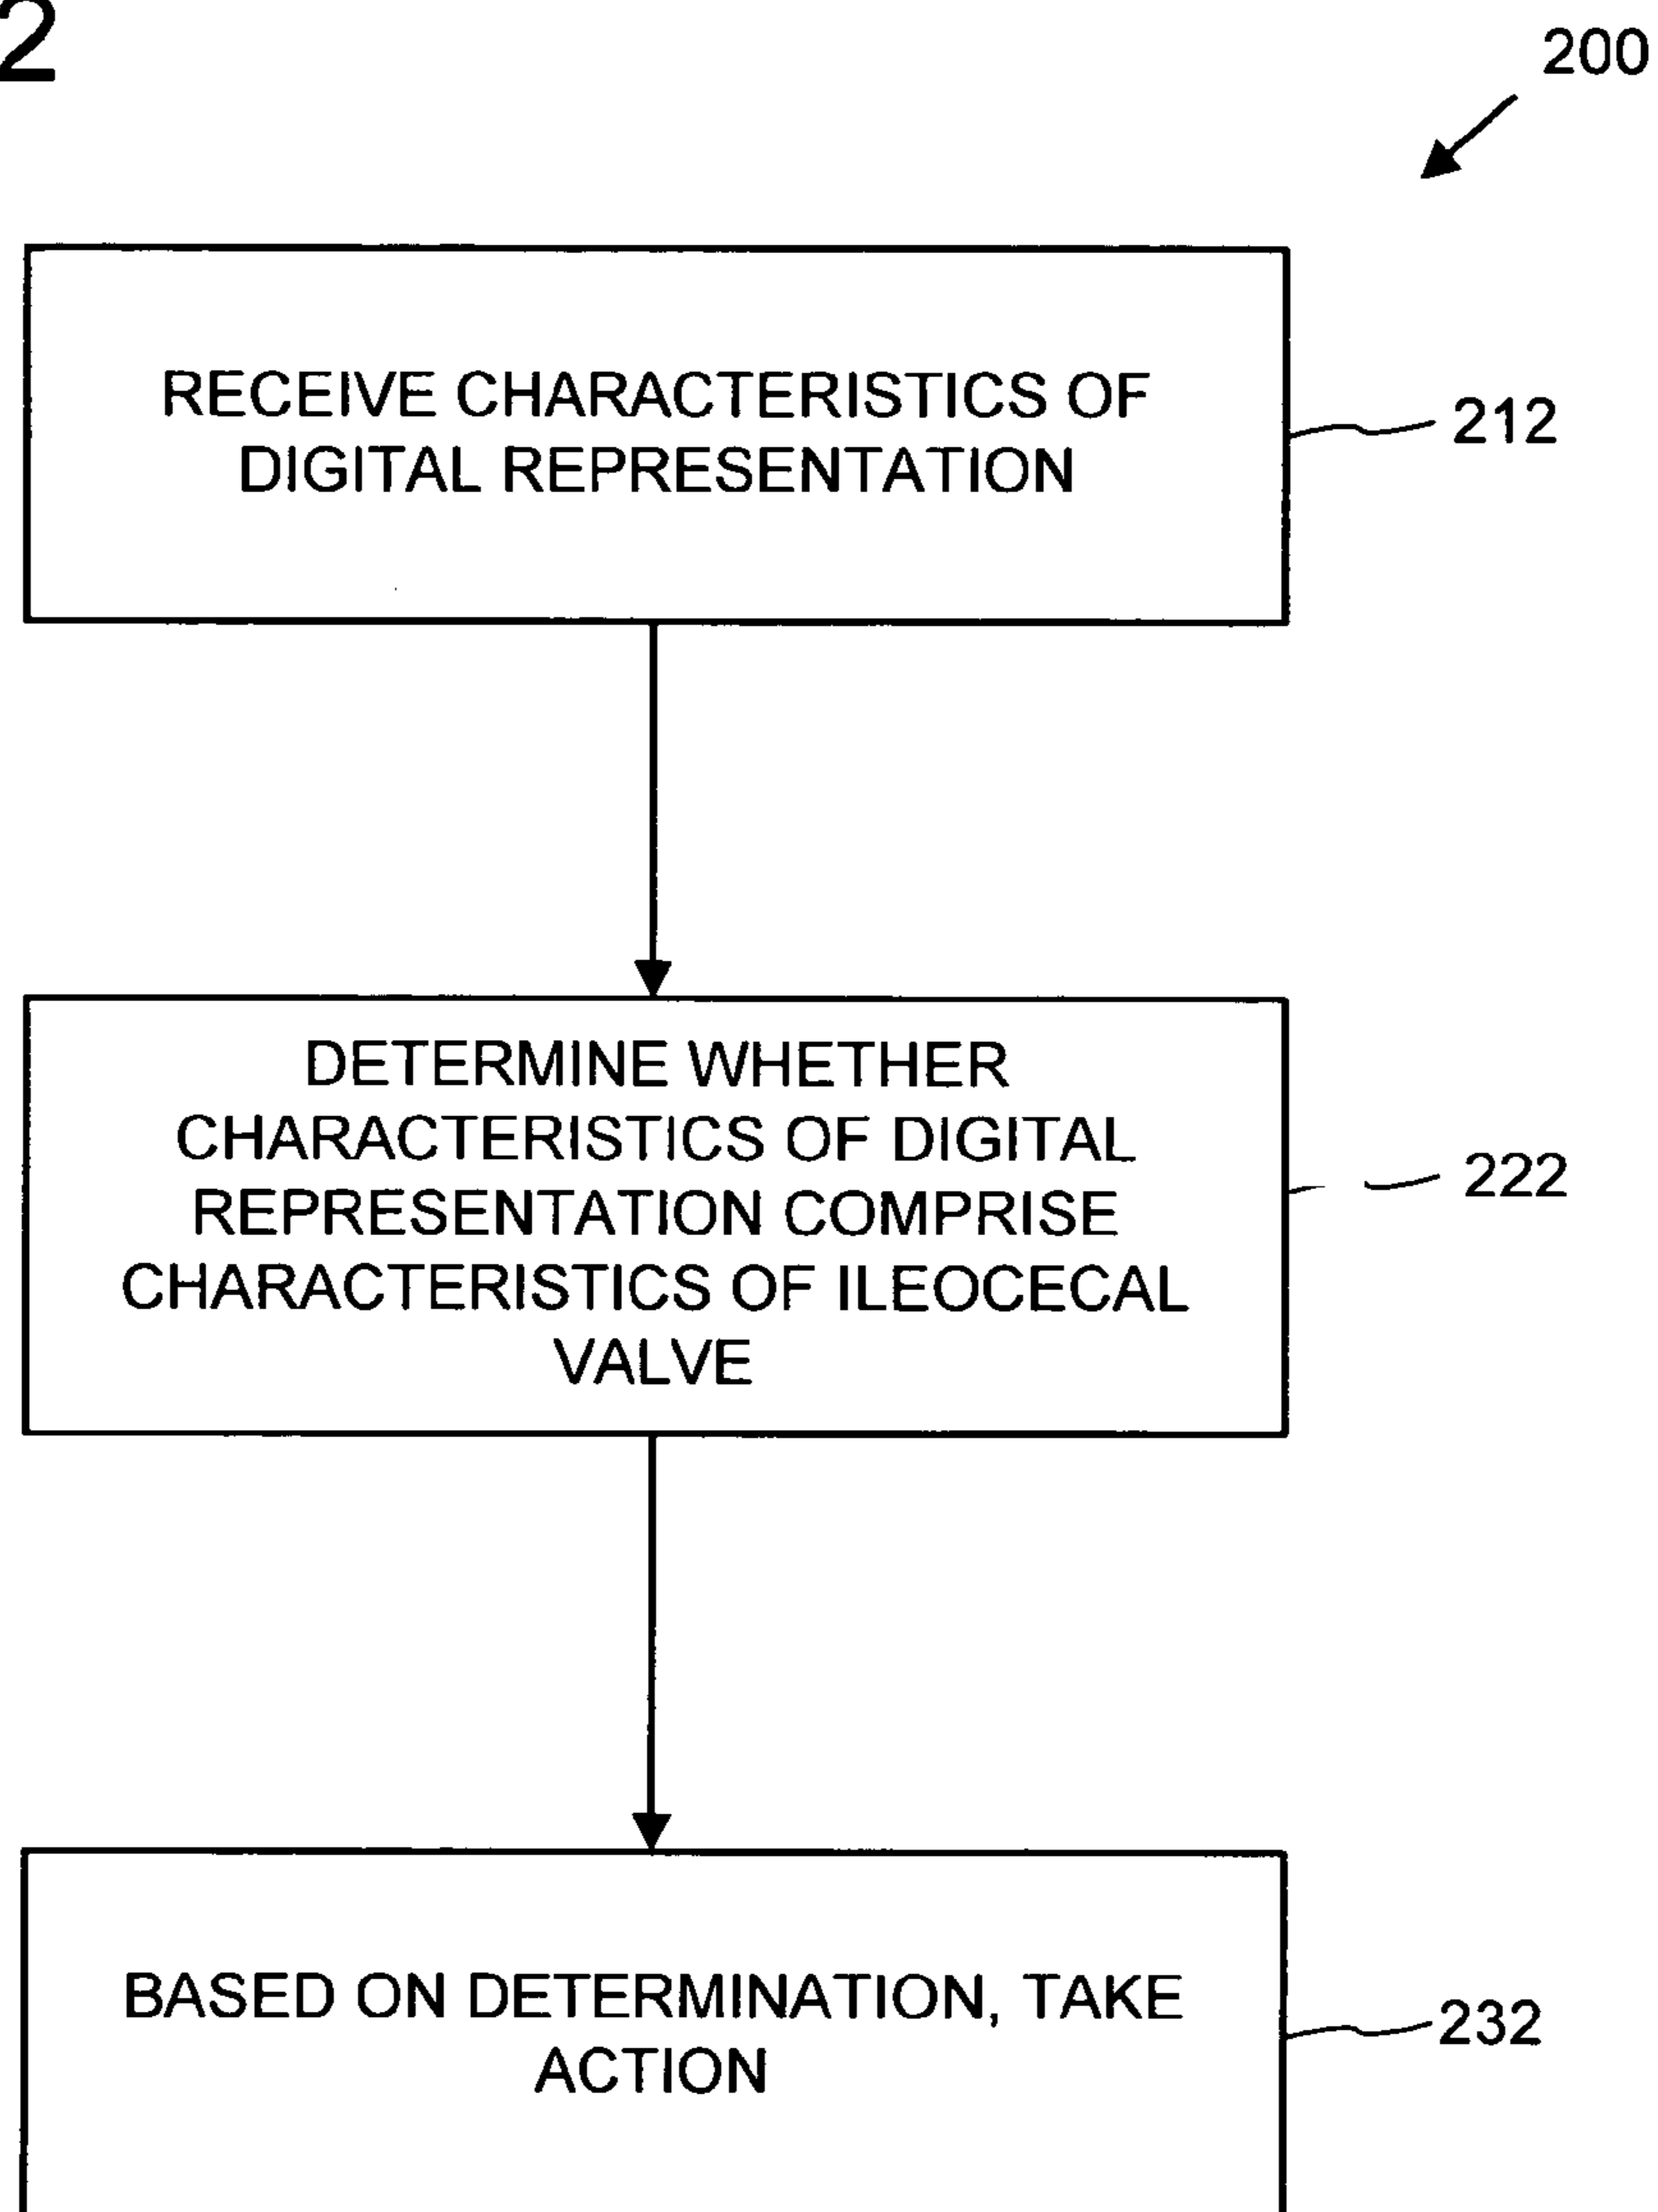 2
200
RECEIVE CHARACTERISTICS OF
DIGITAL REPRESENTATION
212
DETERMINE WHETHER
CHARACTERISTICS OF DIGITAL
REPRESENTATION COMPRISE
CHARACTERISTICS OF ILEOCECAL
VALVE
222
BASED ON DETERMINATION, TAKE
ACTION
232